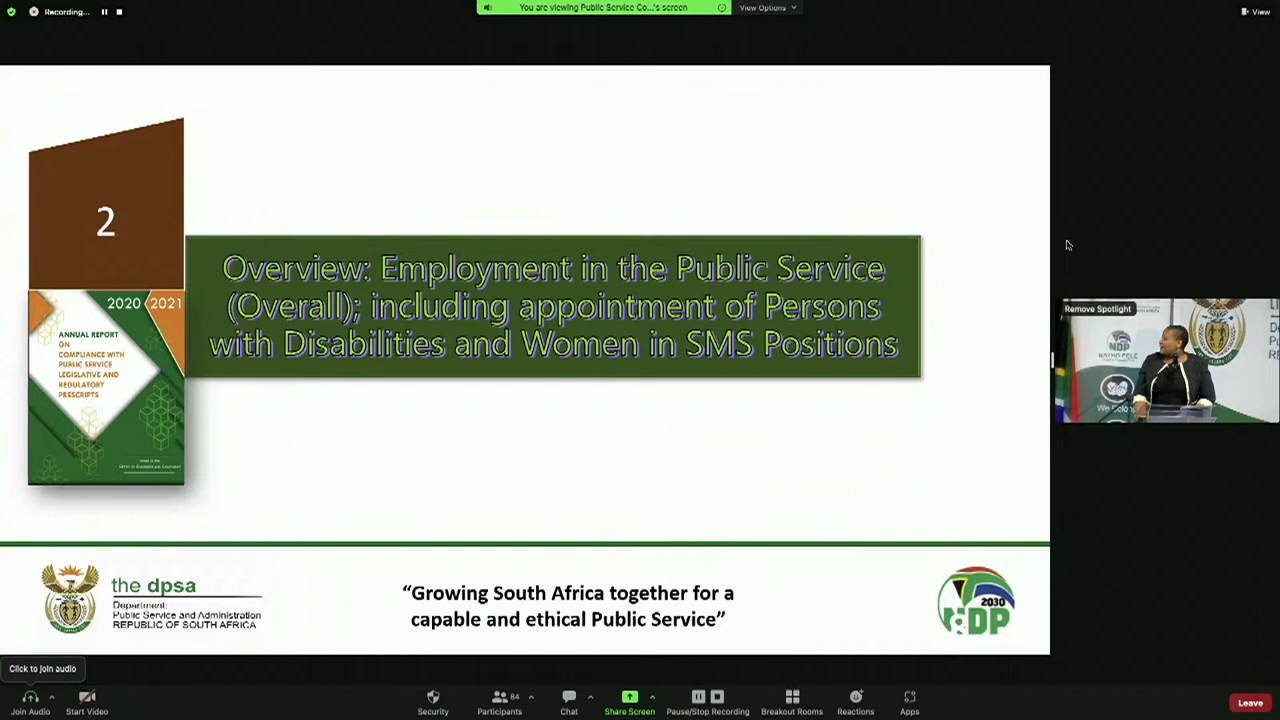 Recording...
You are viewing Public Service Co...'s screen
View Options
View
2
2020
2021
ANNUAL REPORT
ON
COMPLIANCE WITH
PUBLIC SERVICE
LEGISLATIVE AND
REGULATORY
PRESCRIPTS
Overview: Employment in the Public Service
(Overall); including appointment of Persons
with Disabilities and Women in SMS Positions
Remove Spotlight
NDP
We Belong
the dpsa
Department:
Public Service and Administration
REPUBLIC OF SOUTH AFRICA
“Growing South Africa together for a
capable and ethical Public Service”
2030
NDP
Click to join audio
Join Audio
Start Video
Security
Participants
84
Chat
Share Screen
Pause/Stop Recording
Breakout Rooms
Reactions
Apps
Leave